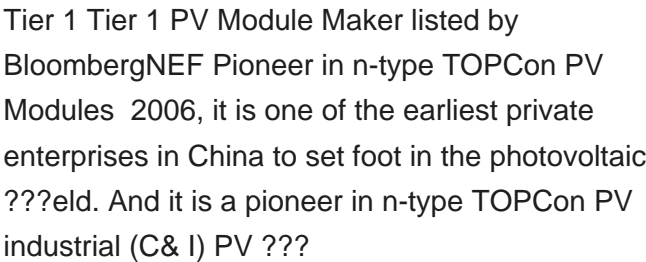 Tier 1 Tier 1 PV Module Maker listed by
BloombergNEF Pioneer in n-type TOPCon PV
Modules  2006, it is one of the earliest private
enterprises in China to set foot in the photovoltaic
???eld. And it is a pioneer in n-type TOPCon PV
industrial (C& I) PV ???